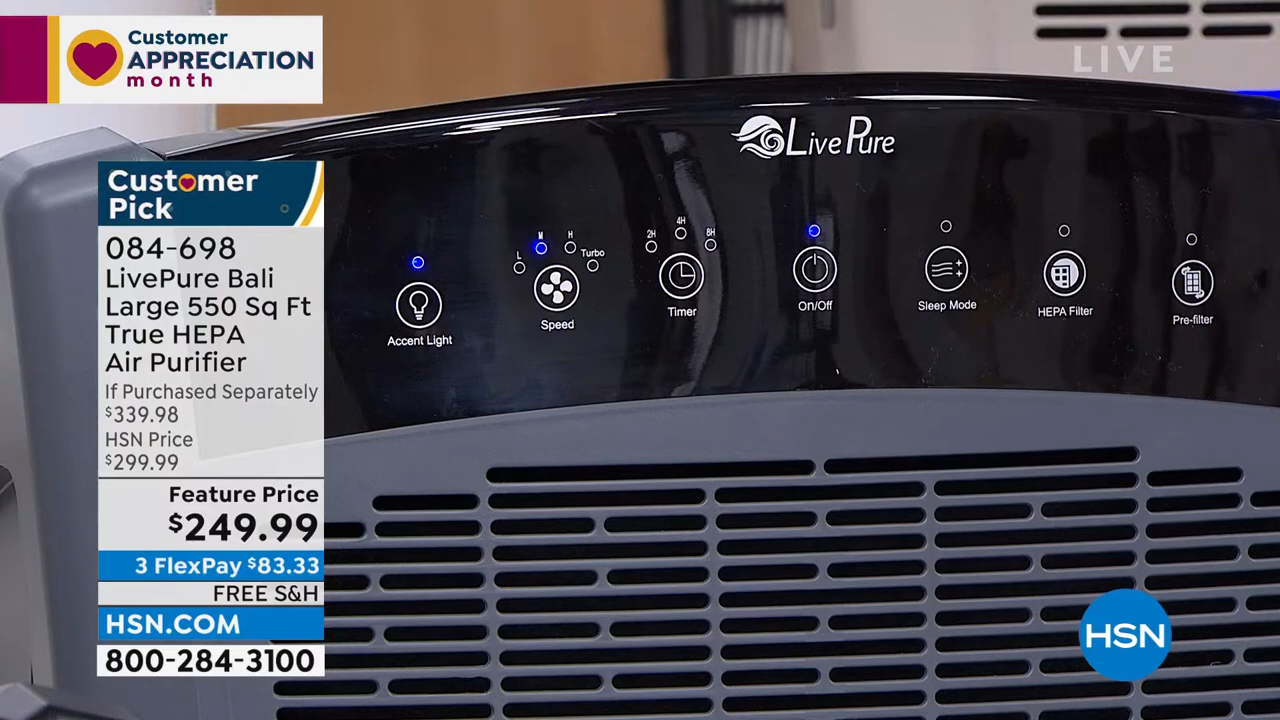 Customer
APPRECIATION
month
LIVE
Customer
Pick
084-698
LivePure Bali
Large 550 Sq Ft
True HEPA
Air Purifier
If Purchased Separately
$339.98
HSN Price
$299.99
Feature Price
$249.99
3 FlexPay $83.33
FREE S&H
HSN.COM
800-284-3100
LivePure
L M H Turbo
2H 4H 8H
Accent Light
Speed
Timer
On/Off
Sleep Mode
HEPA Filter
Pre-filter
HSN